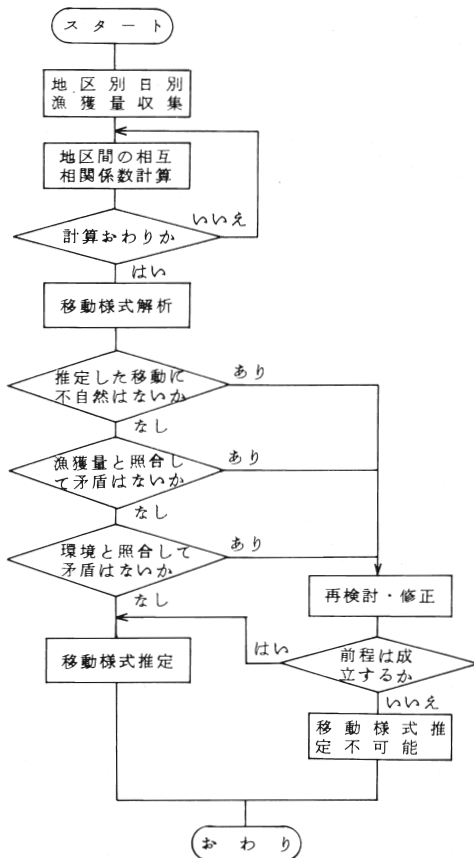 スタート
地区別日別
漁獲量収集
地区間の相互
相関係数計算
計算おわりか
いいえ
はい
移動様式解析
推定した移動に
不自然はないか
あり
なし
漁獲量と照合し
て矛盾はないか
あり
なし
環境と照合して
矛盾はないか
あり
なし
再検討・修正
移動様式推定
はい
前程は成
立するか
いいえ
移動様式推
定不可能
おわり